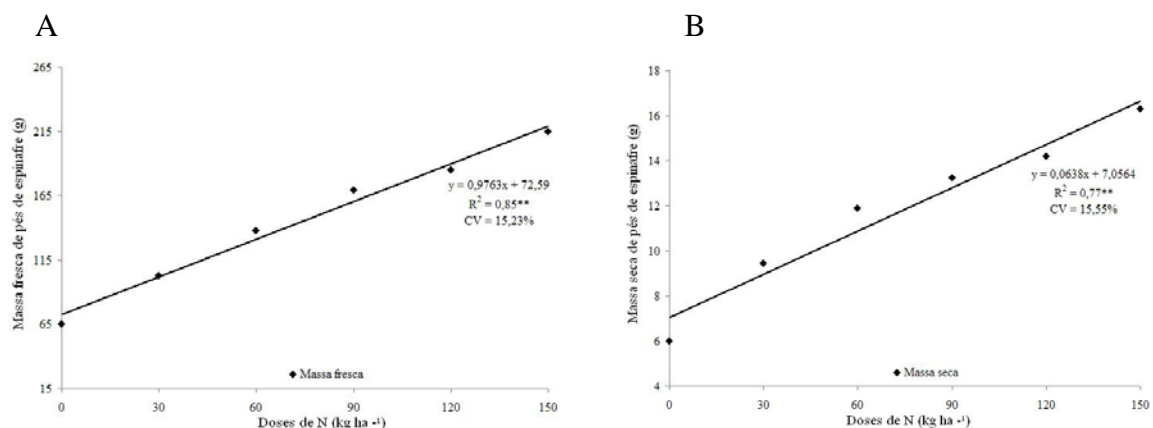 A
Massa fresca de pés de espinafre (g)
265
215
165
115
65
15
y = 0,9763x + 72,59
R² = 0,85**
CV = 15,23%
Massa fresca
0 30 60 90 120 150
Doses de N (kg ha -¹)
B
Massa seca de pés de espinafre (g)
18
16
14
12
10
8
6
4
y = 0,0638x + 7,0564
R² = 0,77**
CV = 15,55%
Massa seca
0 30 60 90 120 150
Doses de N (kg ha -¹)